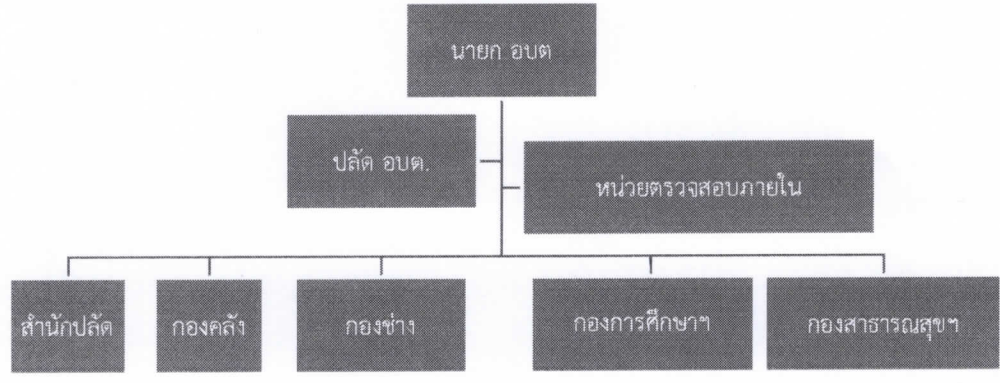 นายก อบต
ปลัด อบต.
หน่วยตรวจสอบภายใน
สำนักปลัด
กองคลัง
กองช่าง
กองการศึกษาฯ
กองสาธารณสุขฯ